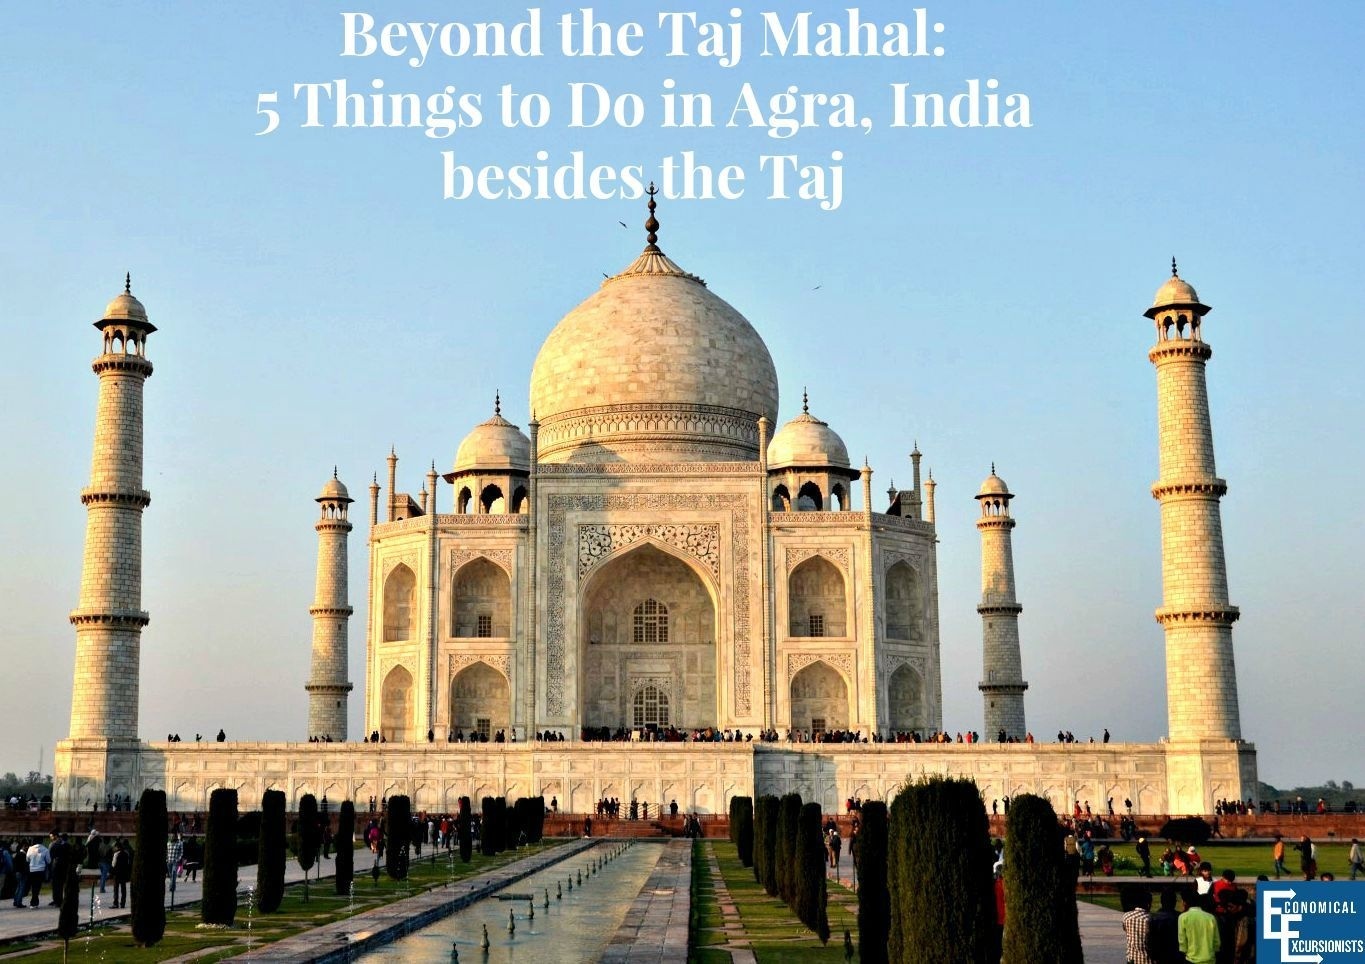 Beyond the Taj Mahal:
5 Things to Do in Agra, India
besides the Taj
ECONOMICAL
EXCURSIONISTS